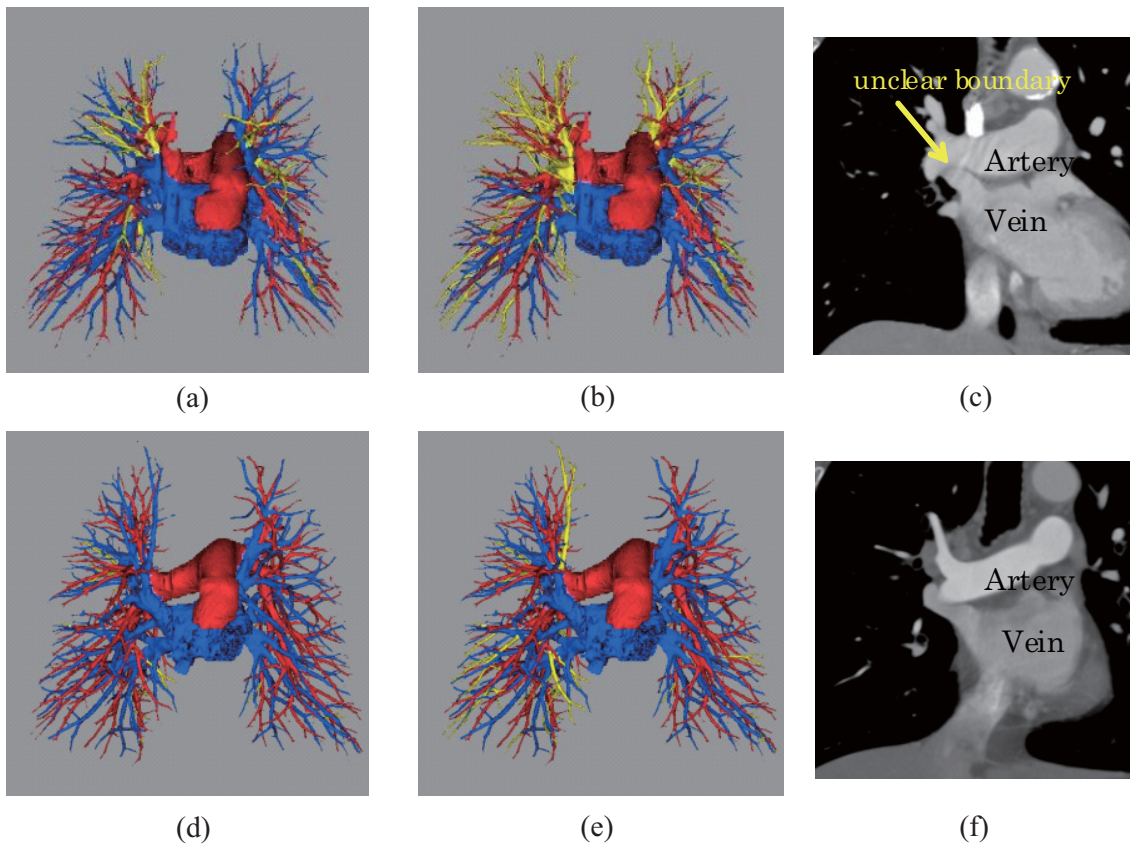 unclear boundary
Artery
Vein
(a)
(b)
(c)
Artery
Vein
(d)
(e)
(f)